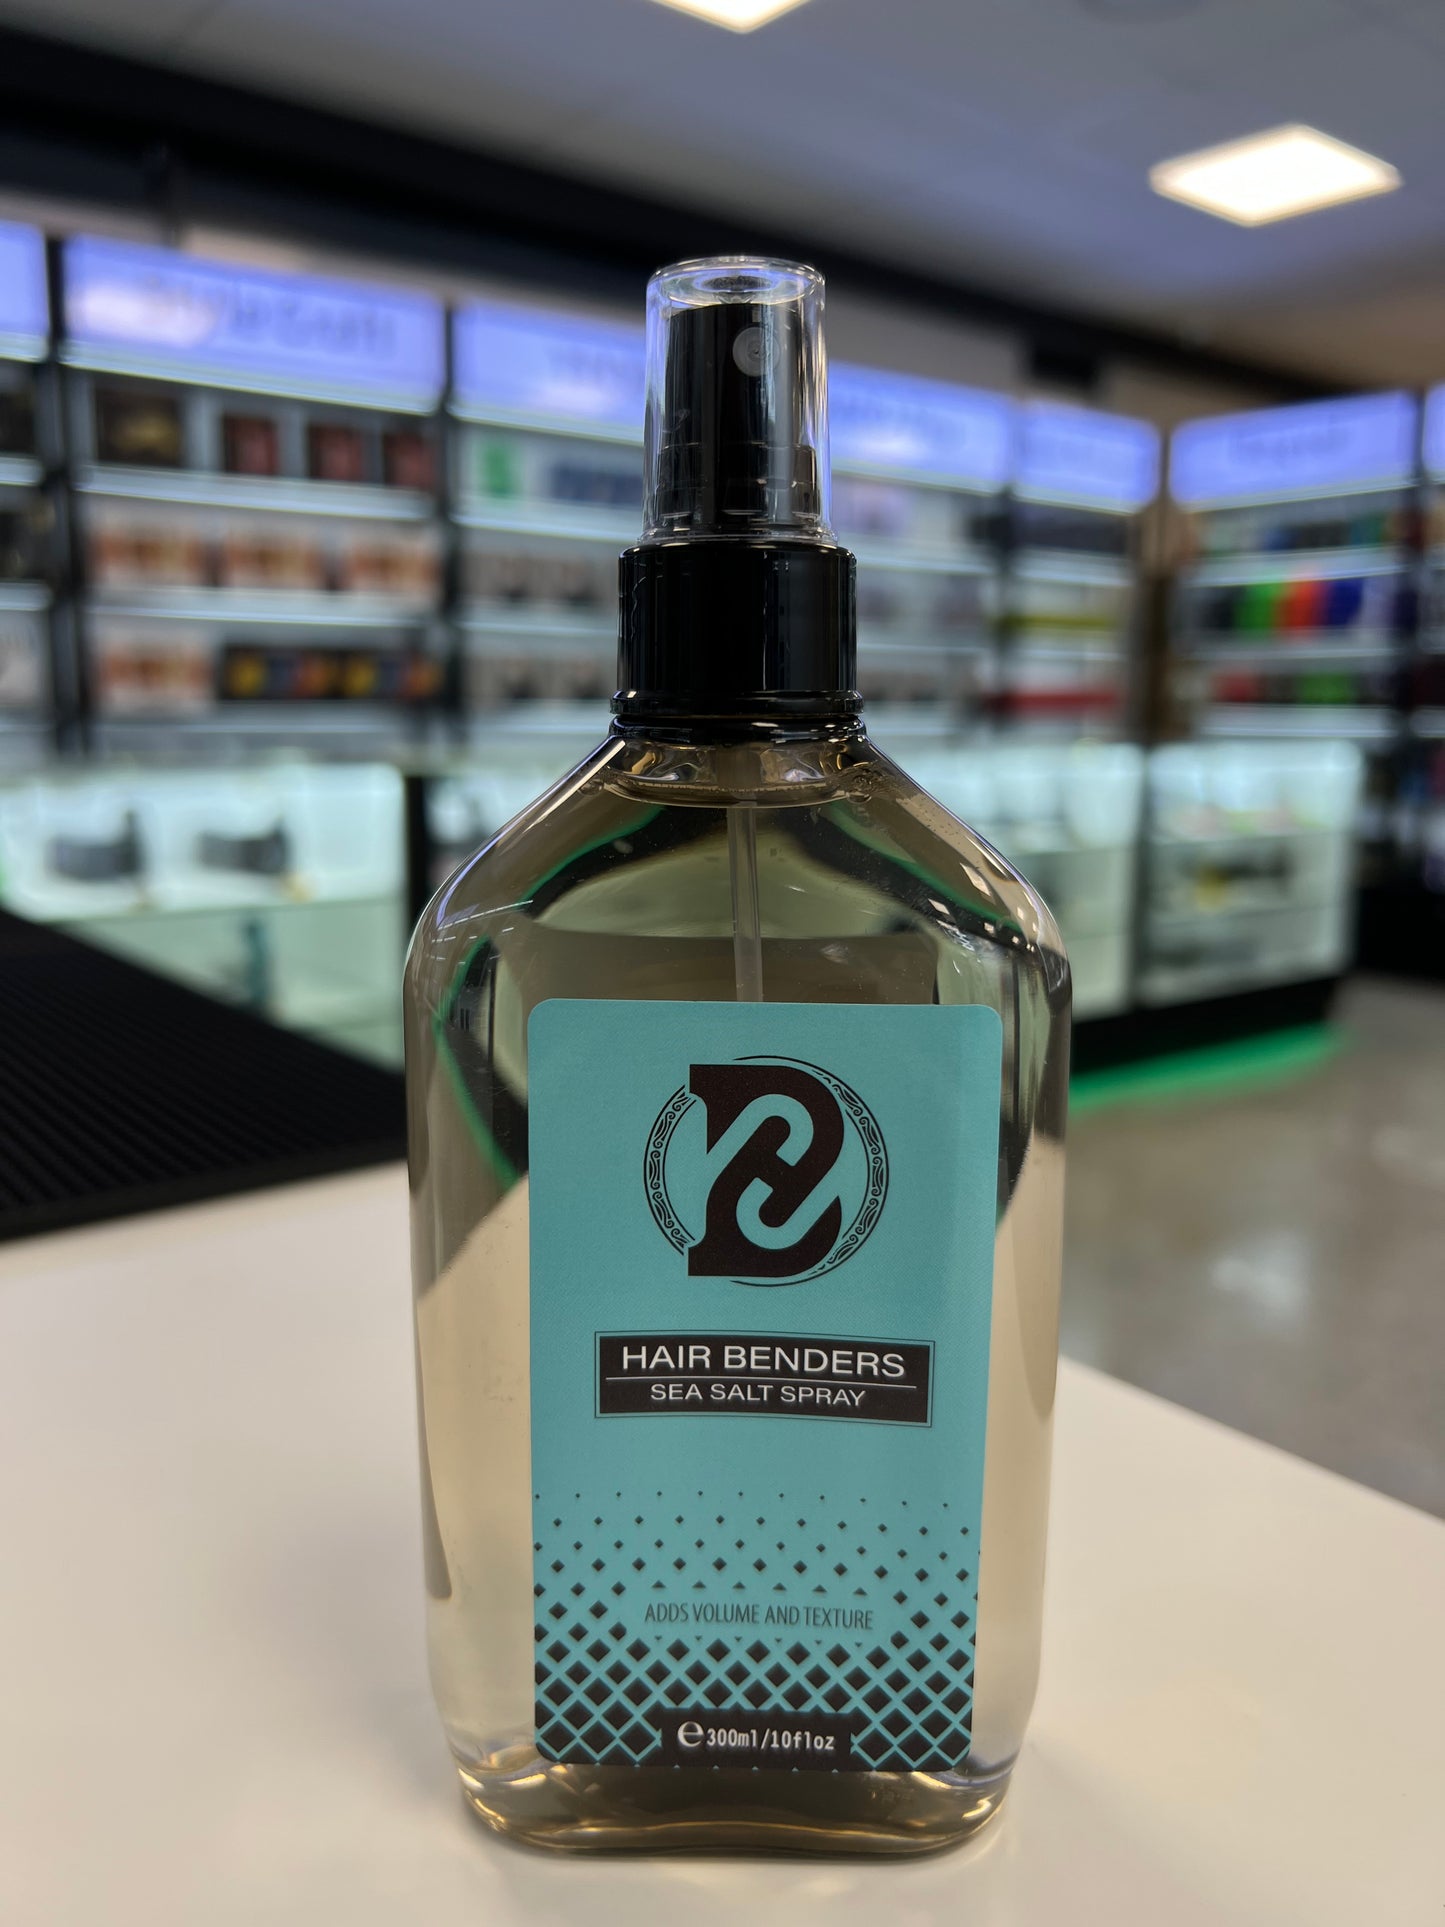 HAIR BENDERS
SEA SALT SPRAY
ADDS VOLUME AND TEXTURE
℮300ml/10floz